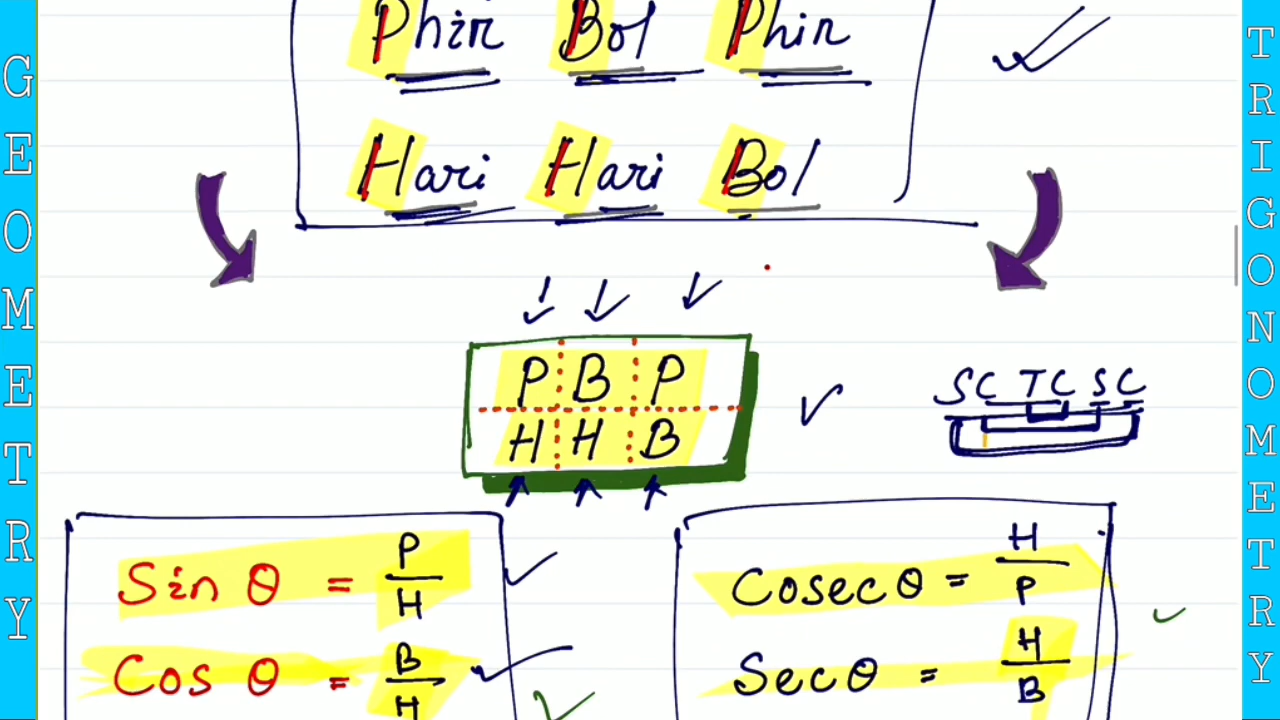 GEOMETRY
Phir Bol Phir
Hari Hari Bol
P B P
H H B
SC TC SC
Sin θ = P/H
Cos θ = B/H
Cosec θ = H/P
Sec θ = H/B
TRIGONOMETRY